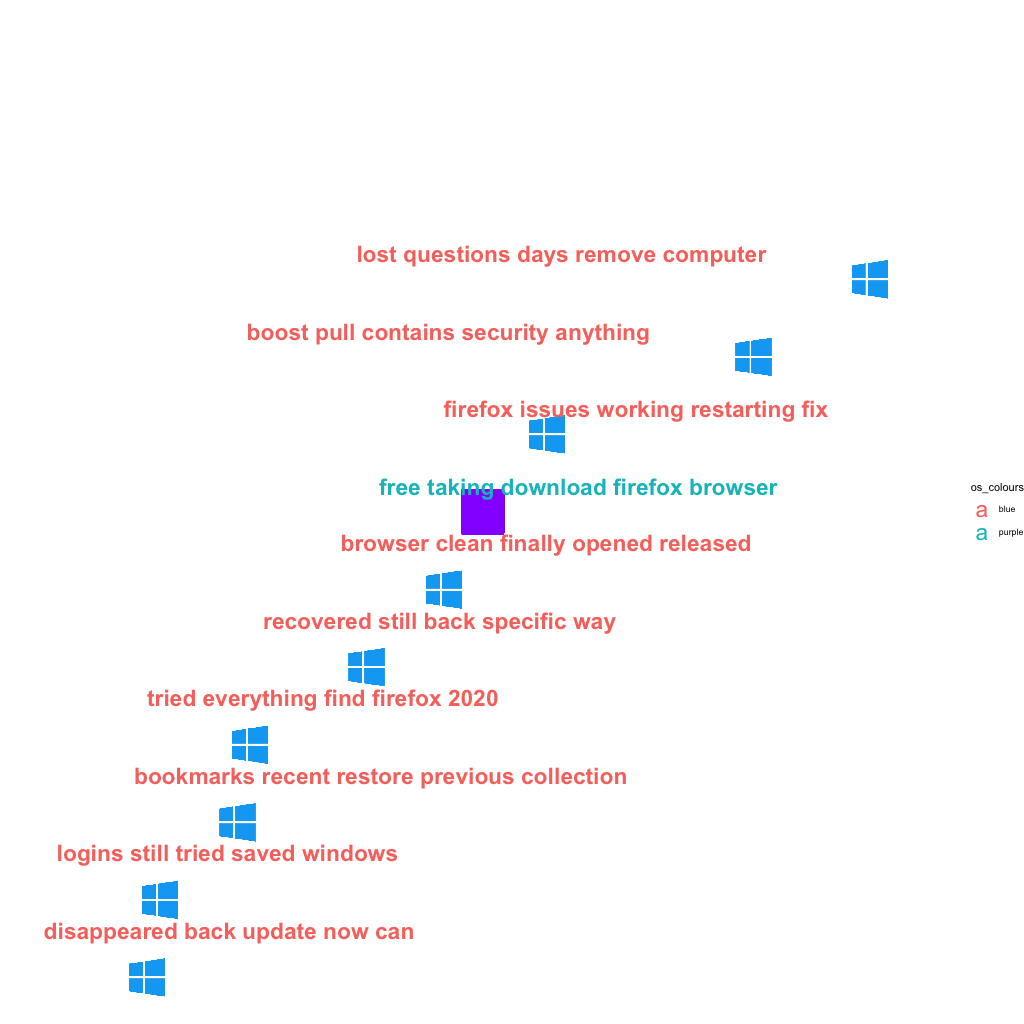 lost questions days remove computer
boost pull contains security anything
firefox issues working restarting fix
free taking download firefox browser
os_colours
a blue
a purple
browser clean finally opened released
recovered still back specific way
tried everything find firefox 2020
bookmarks recent restore previous collection
logins still tried saved windows
disappeared back update now can